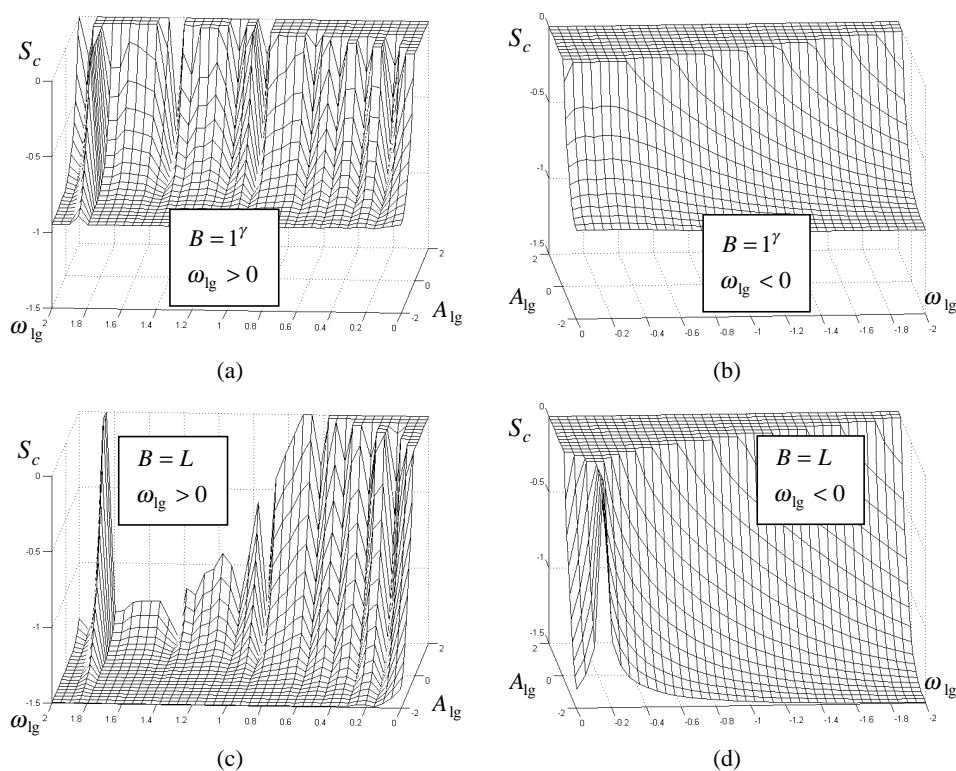 S_c
0
-0.5
-1
-1.5
B = 1^γ
ω_lg > 0
2
0
-2
A_lg
ω_lg
2 1.8 1.6 1.4 1.2 1 0.8 0.6 0.4 0.2 0
(a)
S_c
0
-0.5
-1
-1.5
B = 1^γ
ω_lg < 0
2
0
-2
A_lg
ω_lg
0 -0.2 -0.4 -0.6 -0.8 -1 -1.2 -1.4 -1.6 -1.8 -2
(b)
S_c
0
-0.5
-1
-1.5
B = L
ω_lg > 0
2
0
-2
A_lg
ω_lg
2 1.8 1.6 1.4 1.2 1 0.8 0.6 0.4 0.2 0
(c)
S_c
0
-0.5
-1
-1.5
B = L
ω_lg < 0
2
0
-2
A_lg
ω_lg
0 -0.2 -0.4 -0.6 -0.8 -1 -1.2 -1.4 -1.6 -1.8 -2
(d)